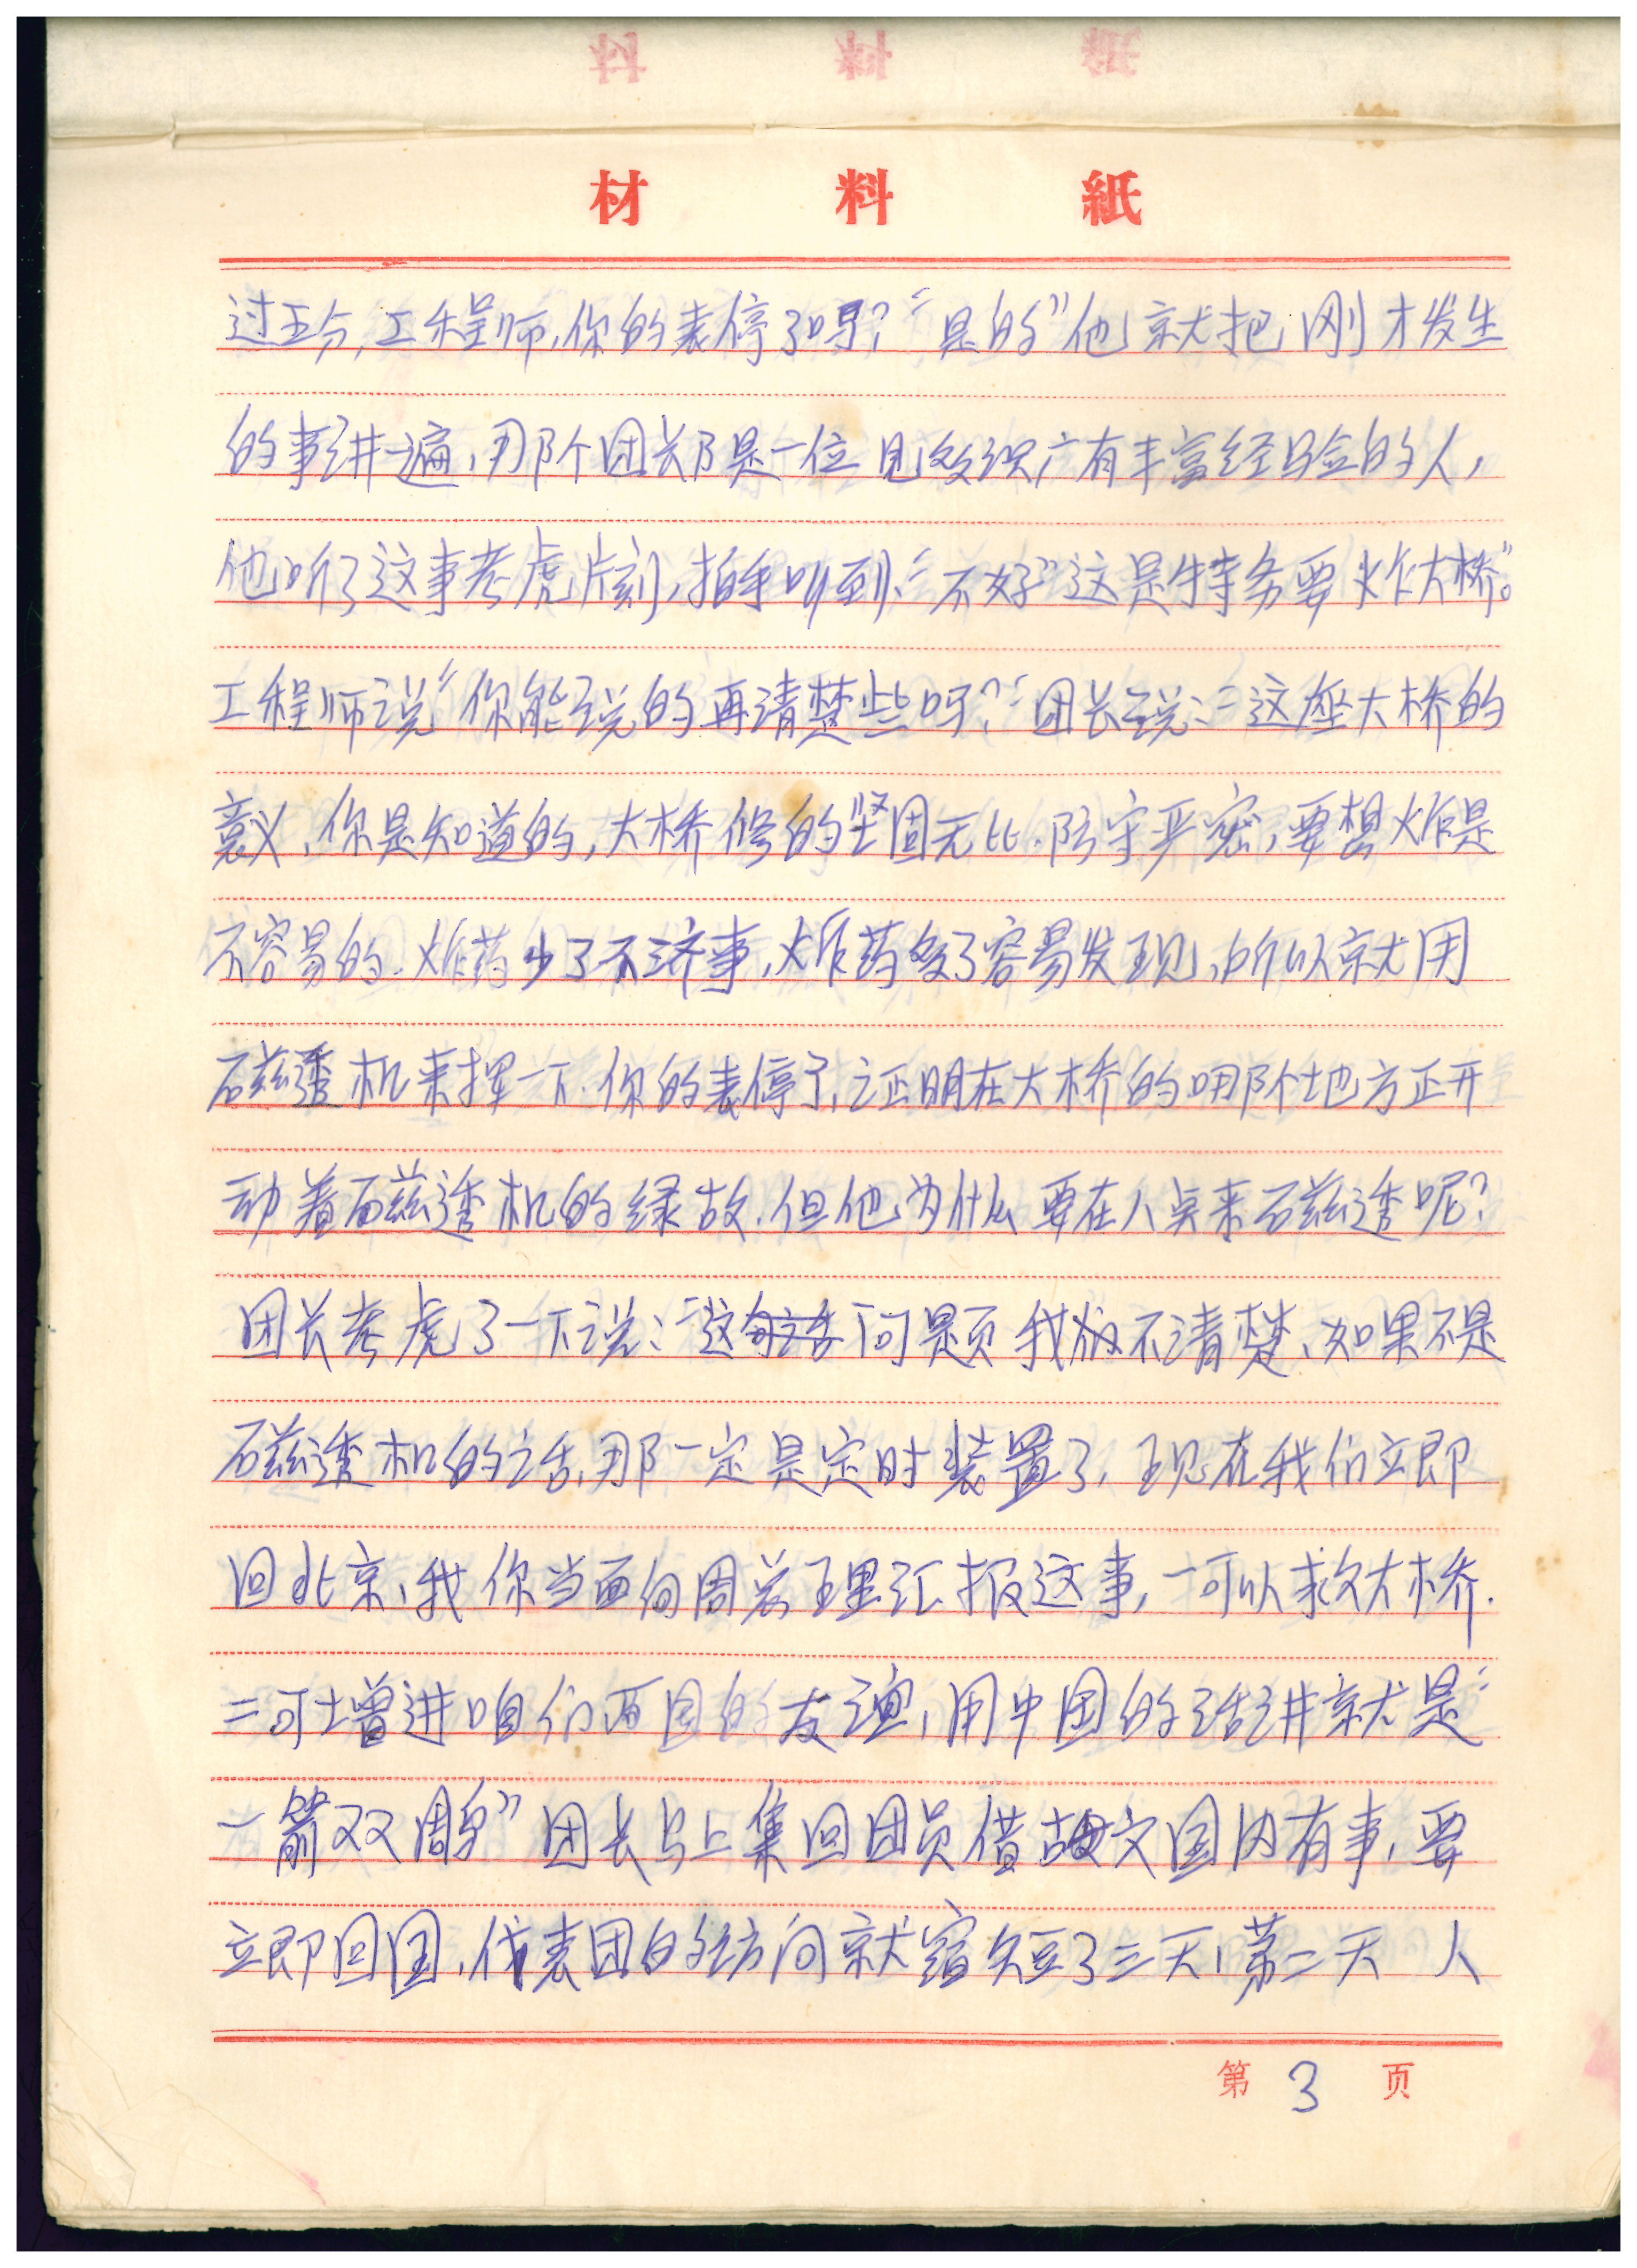 材料紙
过五分,工程师,你的表停了吗?“是的”他就把刚才发生
的事讲一遍,那个团长是一位见多识广有丰富经验的人,
他听了这事考虑片刻,拍手叫到:“不好”这是特务要炸大桥。
工程师说“你能说的再清楚些吗?”团长说:“这座大桥的
意义、你是知道的,大桥修的坚固无比.防守严密,要想炸是
不容易的.炸药少了不济事,炸药多了容易发现,所以就用
磁透机来撑一下.你的表停了,证明在大桥的哪个地方正开
动着磁透机的缘故.但他为什么要在八点来磁透呢?
团长考虑了一下说:“这问题我不清楚、如果不是
磁透机的话,那一定是定时装置了,现在我们立即
回北京、我你当面向周总理汇报这事,一可以救大桥.
二可增进咱们两国的友谊,用中国的话讲就是“
一箭双周鸟”团长马上集回团员借故文国内有事,要
立即回国,代表团的访问就缩短了三天,第二天 人
第 3 页